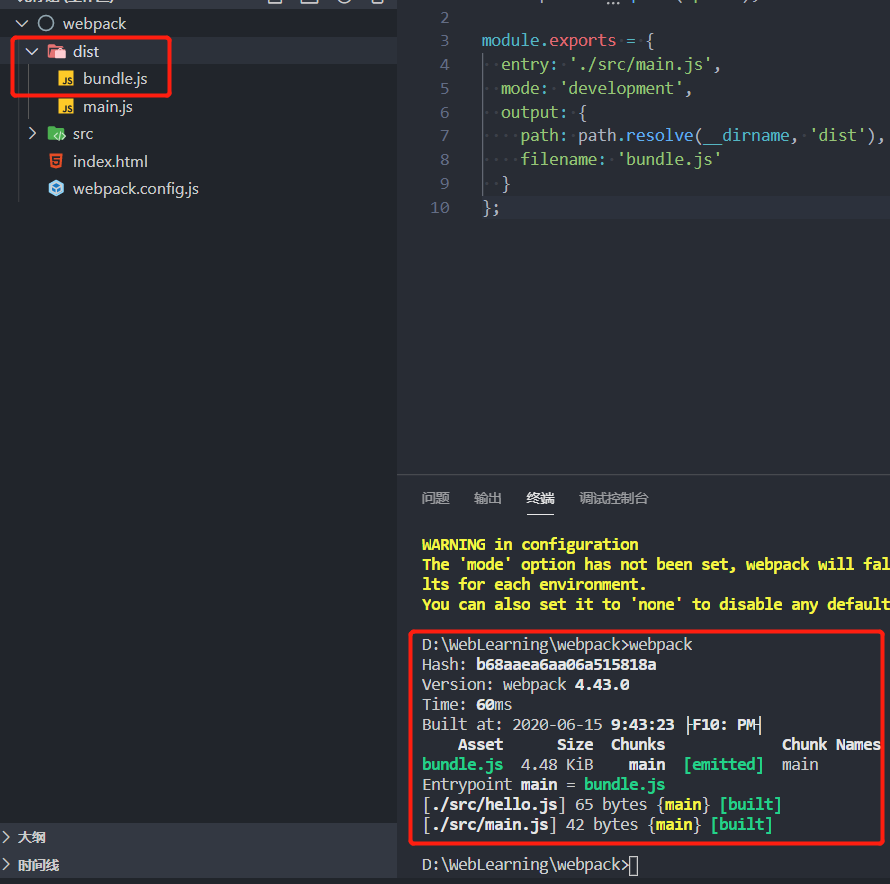 webpack
dist
bundle.js
main.js
src
index.html
webpack.config.js
大纲
时间线
2
3 module.exports = {
4 entry: './src/main.js',
5 mode: 'development',
6 output: {
7 path: path.resolve(__dirname, 'dist'),
8 filename: 'bundle.js'
9 }
10 };
问题 输出 终端 调试控制台
WARNING in configuration
The 'mode' option has not been set, webpack will fal
lts for each environment.
You can also set it to 'none' to disable any default
D:\WebLearning\webpack>webpack
Hash: b68aaea6aa06a515818a
Version: webpack 4.43.0
Time: 60ms
Built at: 2020-06-15 9:43:23 ├F10: PM┤
Asset Size Chunks Chunk Names
bundle.js 4.48 KiB main [emitted] main
Entrypoint main = bundle.js
[./src/hello.js] 65 bytes {main} [built]
[./src/main.js] 42 bytes {main} [built]
D:\WebLearning\webpack>